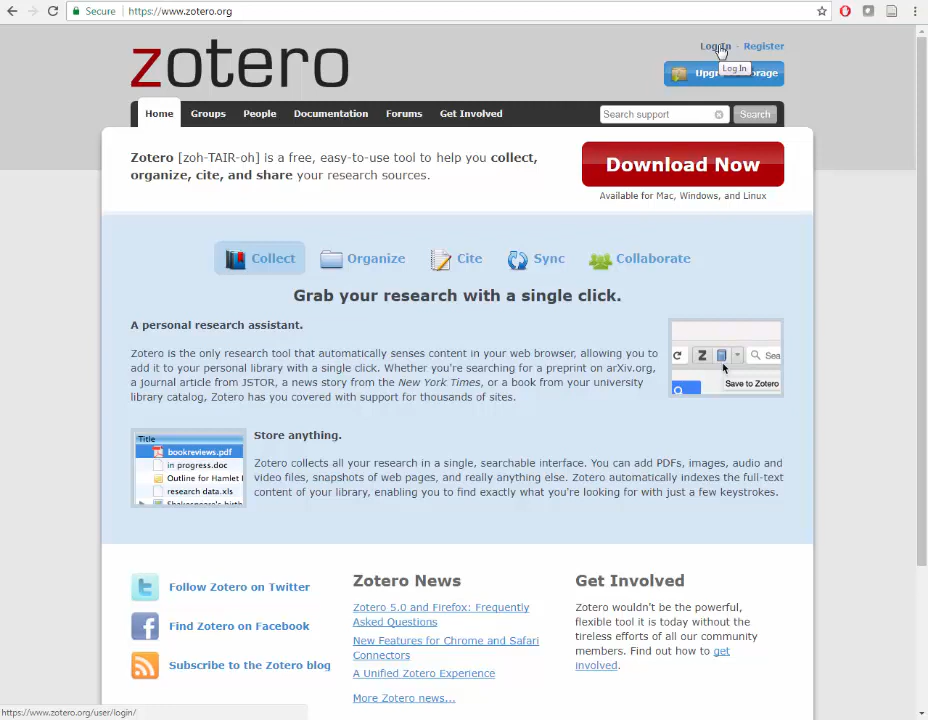 Secure
https://www.zotero.org
zotero
Log In - Register
Log In
Home
Groups
People
Documentation
Forums
Get Involved
Search support
Search
Zotero [zoh-TAIR-oh] is a free, easy-to-use tool to help you collect,
organize, cite, and share your research sources.
Download Now
Available for Mac, Windows, and Linux
Collect
Organize
Cite
Sync
Collaborate
Grab your research with a single click.
A personal research assistant.
Zotero is the only research tool that automatically senses content in your web browser, allowing you to
add it to your personal library with a single click. Whether you're searching for a preprint on arXiv.org,
a journal article from JSTOR, a news story from the New York Times, or a book from your university
library catalog, Zotero has you covered with support for thousands of sites.
Z
Save to Zotero
Title
bookreviews.pdf
in progress.doc
Outline for Hamlet
research data.xls
Store anything.
Zotero collects all your research in a single, searchable interface. You can add PDFs, images, audio and
video files, snapshots of web pages, and really anything else. Zotero automatically indexes the full-text
content of your library, enabling you to find exactly what you're looking for with just a few keystrokes.
Follow Zotero on Twitter
Find Zotero on Facebook
Subscribe to the Zotero blog
Zotero News
Zotero 5.0 and Firefox: Frequently
Asked Questions
New Features for Chrome and Safari
Connectors
A Unified Zotero Experience
More Zotero news...
Get Involved
Zotero wouldn't be the powerful,
flexible tool it is today without the
tireless efforts of all our community
members. Find out how to get
involved.
https://www.zotero.org/user/login/